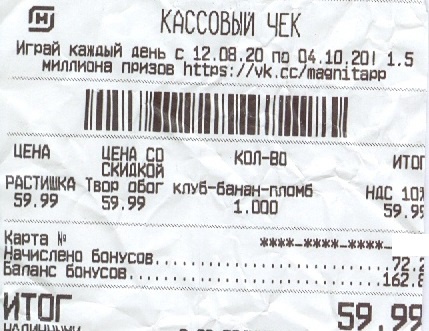 КАССОВЫЙ ЧЕК
Играй каждый день с 12.08.20 по 04.10.20! 1.5
миллиона призов https://vk.cc/magnitapp
ЦЕНА ЦЕНА СО СКИДКОЙ КОЛ-ВО ИТОГ
РАСТИШКА Твор обог клуб-банан-пломб НДС 10%
59.99 59.99 1.000 59.99
Карта № ****-****-****-
Начислено бонусов 72.2
Баланс бонусов 162.8
ИТОГ 59.99